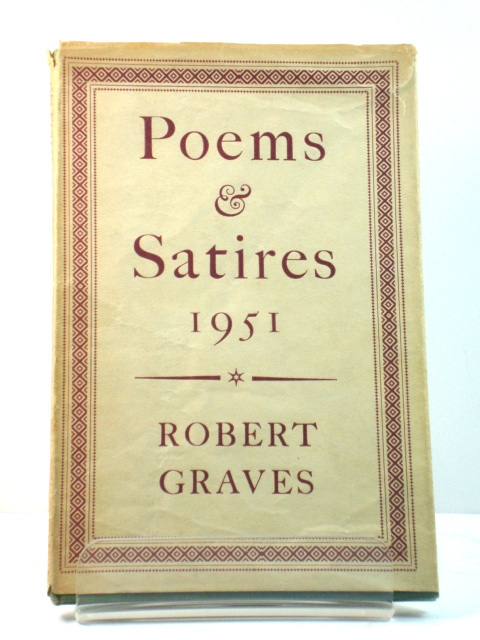 Poems
&
Satires
1951
ROBERT
GRAVES